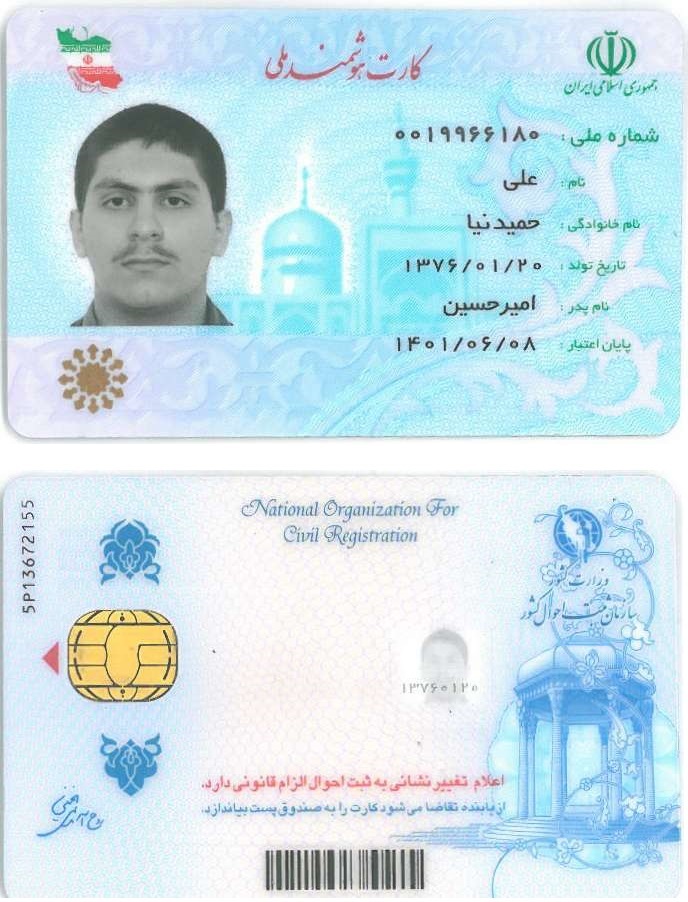 کارت هوشمند ملی
جمهوری اسلامی ایران
شماره ملی : ۰۰۱۹۹۶۶۱۸۰
نام : علی
نام خانوادگی : حمیدنیا
تاریخ تولد : ۱۳۷۶/۰۱/۲۰
نام پدر : امیرحسین
پایان اعتبار : ۱۴۰۱/۰۶/۰۸
5P13672155
National Organization For
Civil Registration
وزارت کشور
سازمان ثبت احوال کشور
۱۳۷۶۰۱۲۰
اعلام تغییر نشانی به ثبت احوال الزام قانونی دارد.
از یابنده تقاضا می شود کارت را به صندوق پست بیاندازد.